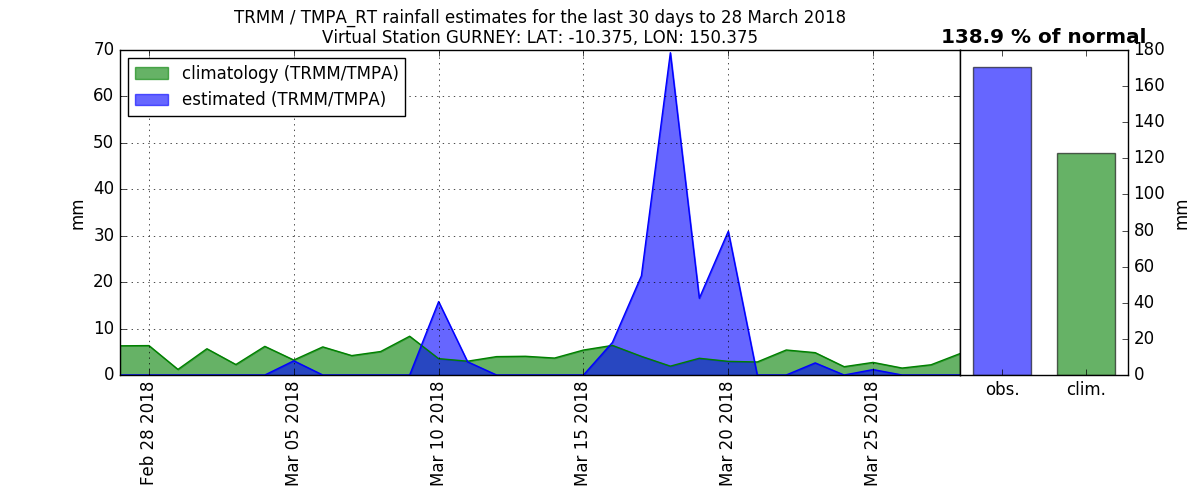 TRMM / TMPA_RT rainfall estimates for the last 30 days to 28 March 2018
Virtual Station GURNEY: LAT: -10.375, LON: 150.375
138.9 % of normal
climatology (TRMM/TMPA)
estimated (TRMM/TMPA)
70
60
50
40
30
20
10
0
mm
Feb 28 2018
Mar 05 2018
Mar 10 2018
Mar 15 2018
Mar 20 2018
Mar 25 2018
180
160
140
120
100
80
60
40
20
0
mm
obs.
clim.